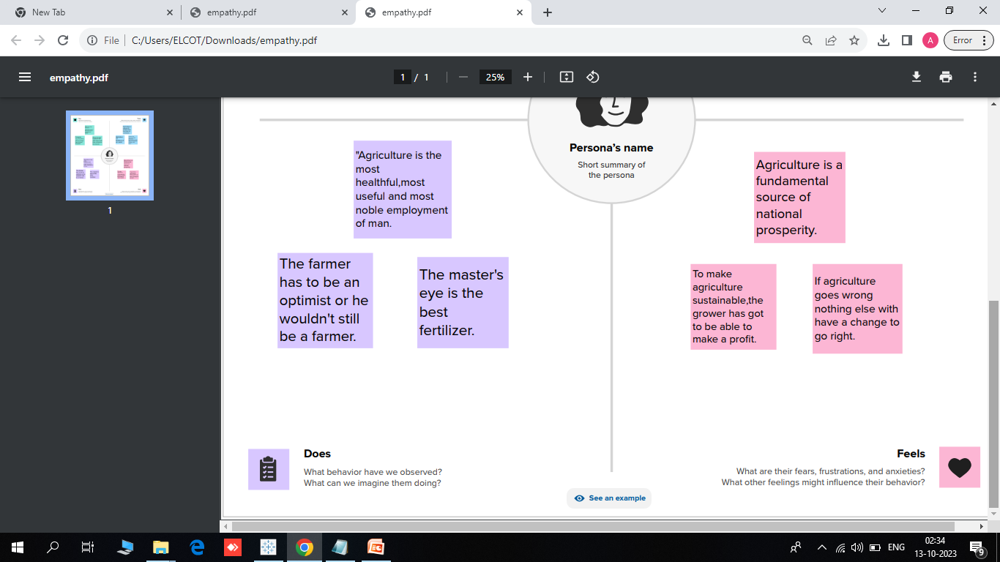 New Tab
empathy.pdf
empathy.pdf
File
C:/Users/ELCOT/Downloads/empathy.pdf
A
Error
empathy.pdf
1 / 1
25%
1
Persona's name
Short summary of
the persona
"Agriculture is the
most
healthful,most
useful and most
noble employment
of man.
The farmer
has to be an
optimist or he
wouldn't still
be a farmer.
The master's
eye is the
best
fertilizer.
Agriculture is a
fundamental
source of
national
prosperity.
To make
agriculture
sustainable,the
grower has got
to be able to
make a profit.
If agriculture
goes wrong
nothing else with
have a change to
go right.
Does
What behavior have we observed?
What can we imagine them doing?
Feels
What are their fears, frustrations, and anxieties?
What other feelings might influence their behavior?
See an example
ENG
02:34
13-10-2023
9